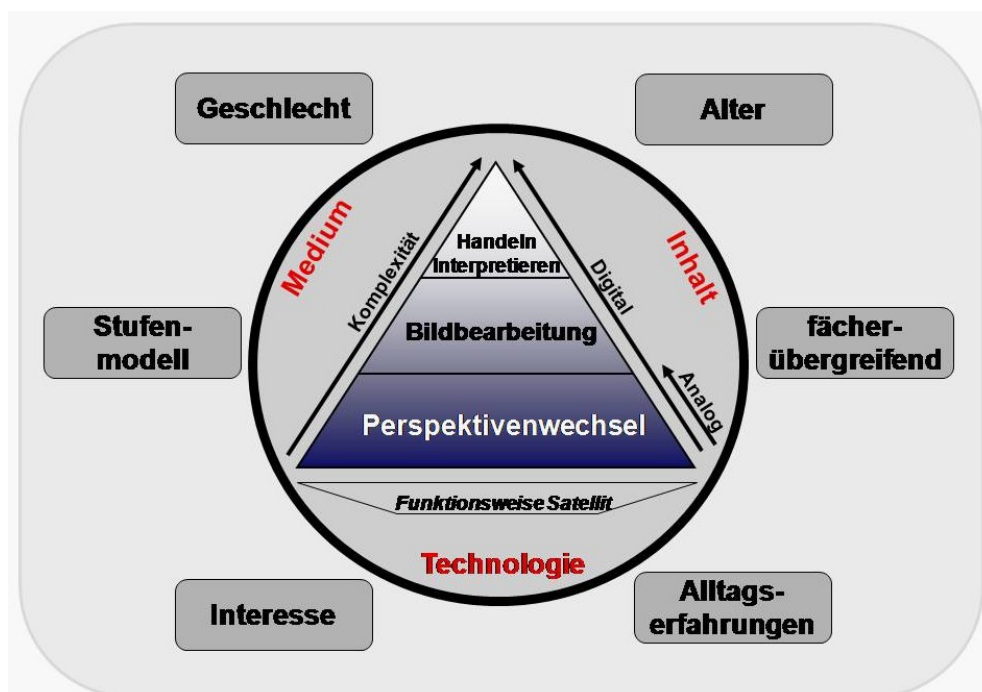 Geschlecht
Alter
Medium
Inhalt
Komplexität
Digital
Analog
Handeln
Interpretieren
Bildbearbeitung
Perspektivenwechsel
Stufen-
modell
fächer-
übergreifend
Funktionsweise Satellit
Technologie
Interesse
Alltags-
erfahrungen